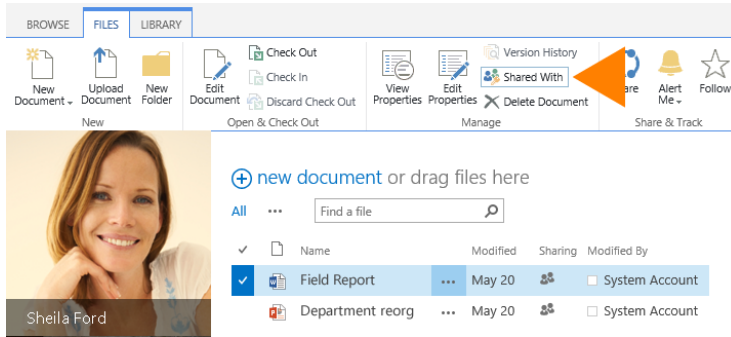 BROWSE FILES LIBRARY
New Document
Upload Document
New Folder
New
Edit Document
Check Out
Check In
Discard Check Out
Open & Check Out
View Properties
Edit Properties
Version History
Shared With
Delete Document
Manage
Alert Me
Follow
Share & Track
Sheila Ford
new document or drag files here
All ... Find a file
Name Modified Sharing Modified By
Field Report ... May 20 System Account
Department reorg ... May 20 System Account